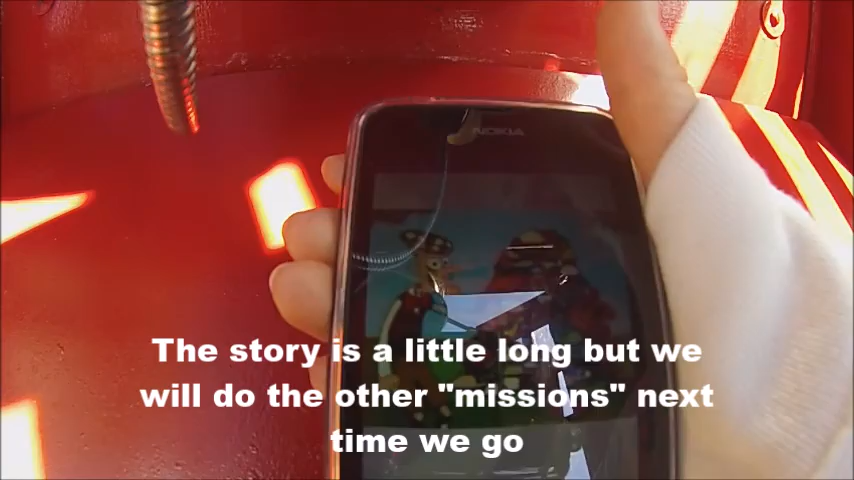 NOKIA
The story is a little long but we
will do the other "missions" next
time we go